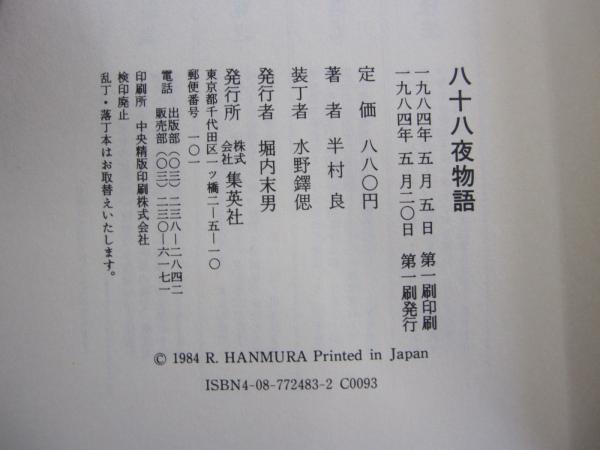 八十八夜物語
一九八四年 五月 五日 第一刷印刷
一九八四年 五月二〇日 第一刷発行
定価 八八〇円
著者 半村良
装丁者 水野鐸偲
発行者 堀内末男
発行所 株式会社 集英社
東京都千代田区一ツ橋二―五―一〇
郵便番号 一〇一
電話 出版部(〇三)二三八―二八四二
販売部(〇三)二三〇―六一七一
印刷所 中央精版印刷株式会社
検印廃止
乱丁・落丁本はお取替えいたします。
© 1984 R. HANMURA Printed in Japan
ISBN4-08-772483-2 C0093